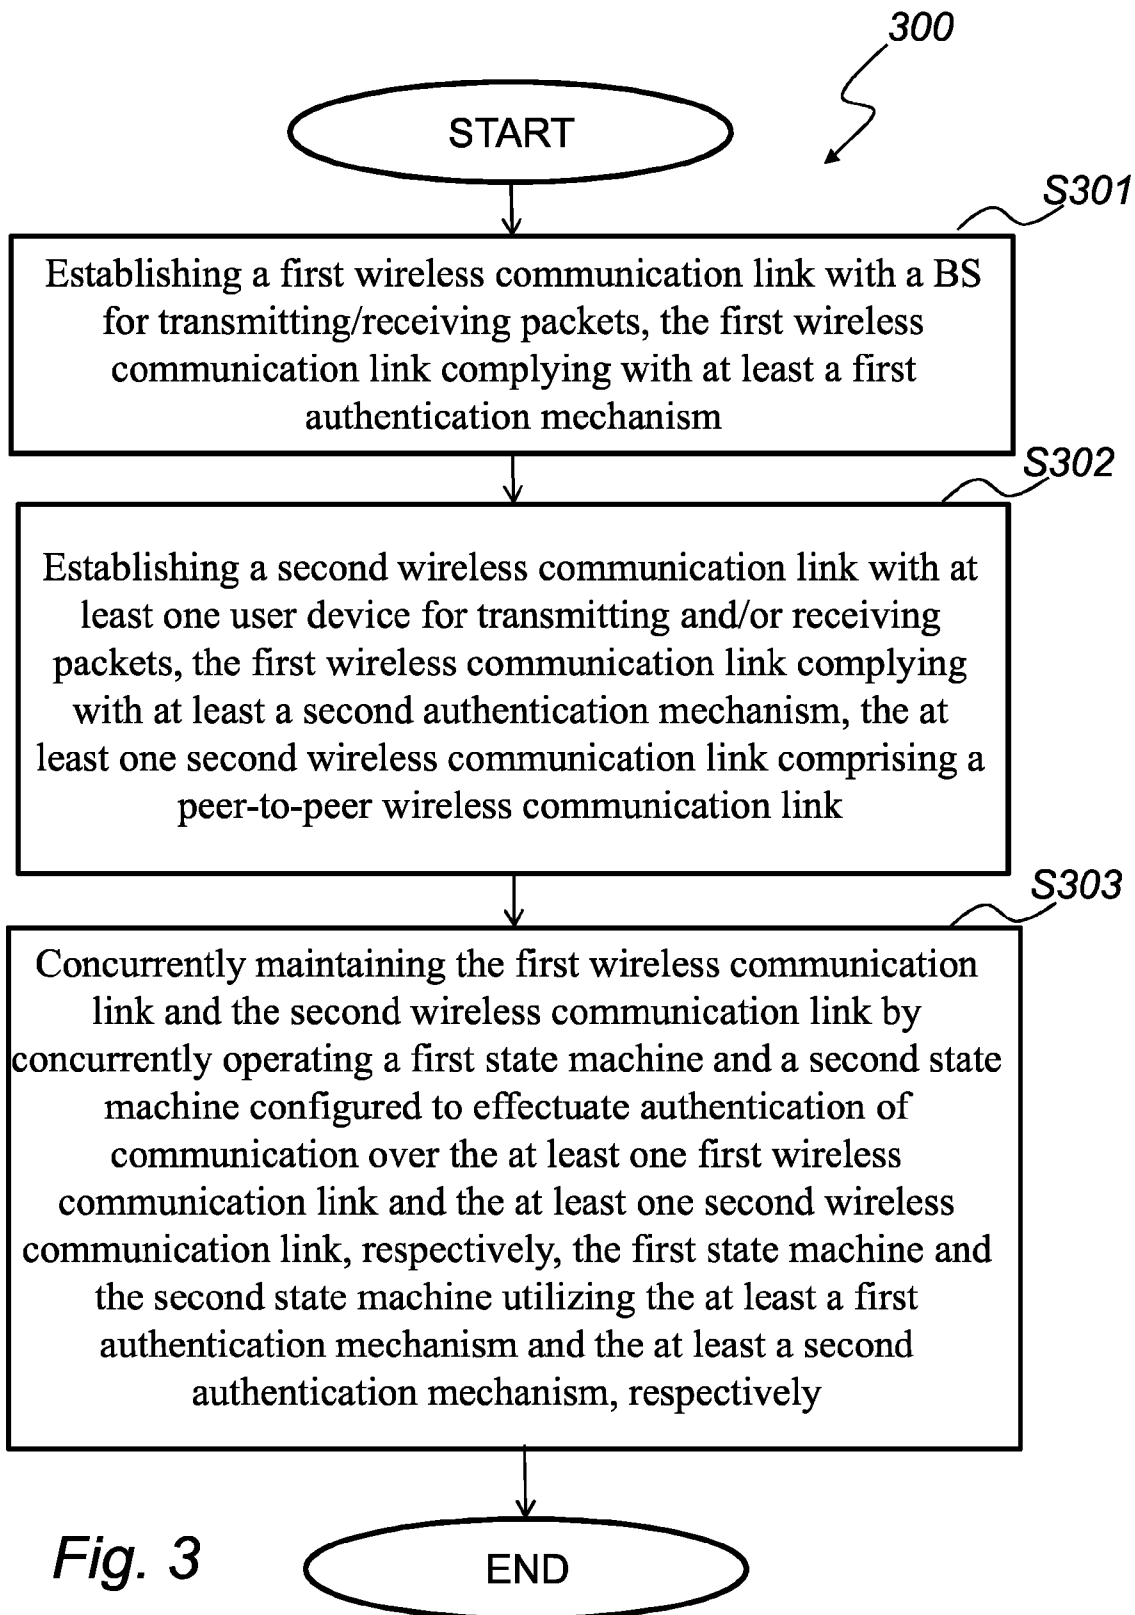 300
START
S301
Establishing a first wireless communication link with a BS
for transmitting/receiving packets, the first wireless
communication link complying with at least a first
authentication mechanism
S302
Establishing a second wireless communication link with at
least one user device for transmitting and/or receiving
packets, the first wireless communication link complying
with at least a second authentication mechanism, the at
least one second wireless communication link comprising a
peer-to-peer wireless communication link
S303
Concurrently maintaining the first wireless communication
link and the second wireless communication link by
concurrently operating a first state machine and a second state
machine configured to effectuate authentication of
communication over the at least one first wireless
communication link and the at least one second wireless
communication link, respectively, the first state machine and
the second state machine utilizing the at least a first
authentication mechanism and the at least a second
authentication mechanism, respectively
Fig. 3
END